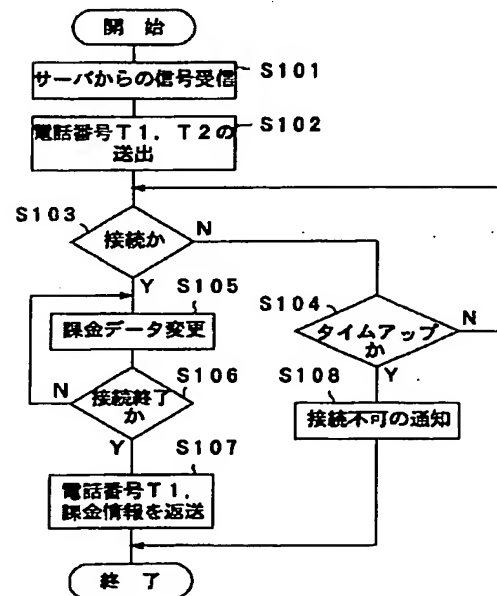 開 始
サーバからの信号受信
S101
電話番号T1，T2の
送出
S102
S103
接続か
N
Y
S105
課金データ変更
S104
タイムアップ
か
N
Y
S106
接続終了
か
N
Y
S108
接続不可の通知
S107
電話番号T1，
課金情報を返送
終 了